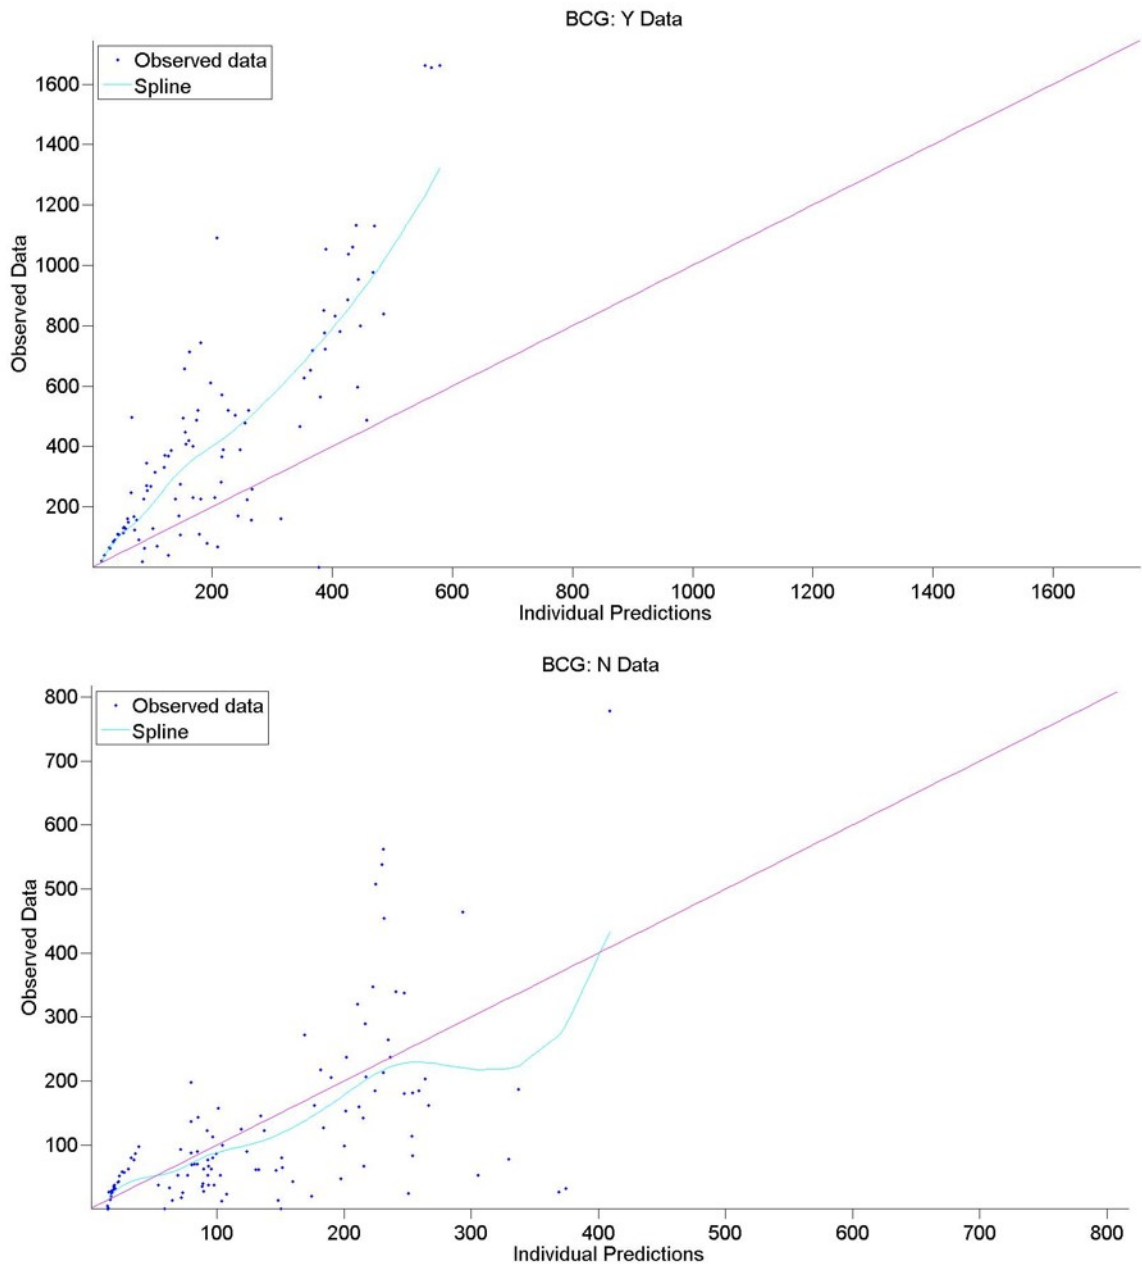 BCG: Y Data
Observed data
Spline
1600
1400
1200
1000
800
600
400
200
Observed Data
200 400 600 800 1000 1200 1400 1600
Individual Predictions
BCG: N Data
Observed data
Spline
800
700
600
500
400
300
200
100
Observed Data
100 200 300 400 500 600 700 800
Individual Predictions